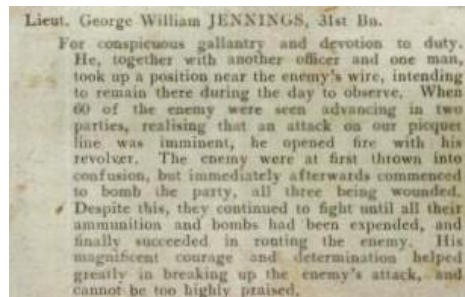 Lieut. George William JENNINGS, 31st Bn.
For conspicuous gallantry and devotion to duty.
He, together with another officer and one man,
took up a position near the enemy's wire, intending
to remain there during the day to observe. When
60 of the enemy were seen advancing in two
parties, realising that an attack on our picquet
line was imminent, he opened fire with his
revolver. The enemy were at first thrown into
confusion, but immediately afterwards commenced
to bomb the party, all three being wounded.
Despite this, they continued to fight until all their
ammunition and bombs had been expended, and
finally succeeded in routing the enemy. His
magnificent courage and determination helped
greatly in breaking up the enemy's attack, and
cannot be too highly praised.